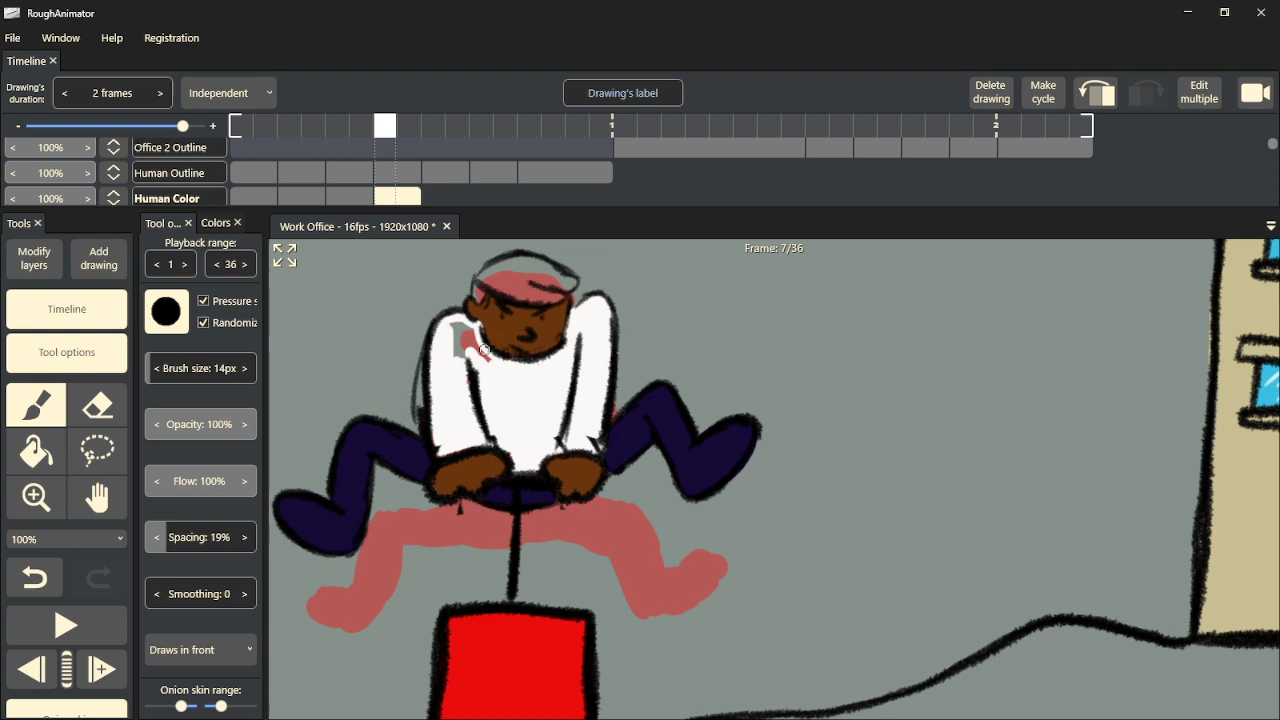 RoughAnimator
File Window Help Registration
Timeline
Drawing's duration: < 2 frames > Independent Drawing's label Delete drawing Make cycle Edit multiple
- + 1 2
< 100% > Office 2 Outline
< 100% > Human Outline
< 100% > Human Color
Tools Tool o... Colors Work Office - 16fps - 1920x1080 *
Modify layers Add drawing
Playback range:
< 1 > < 36 >
Frame: 7/36
Timeline
Pressure s
Randomiz
Tool options
< Brush size: 14px >
< Opacity: 100% >
< Flow: 100% >
< Spacing: 19% >
100%
< Smoothing: 0 >
Draws in front
Onion skin range: